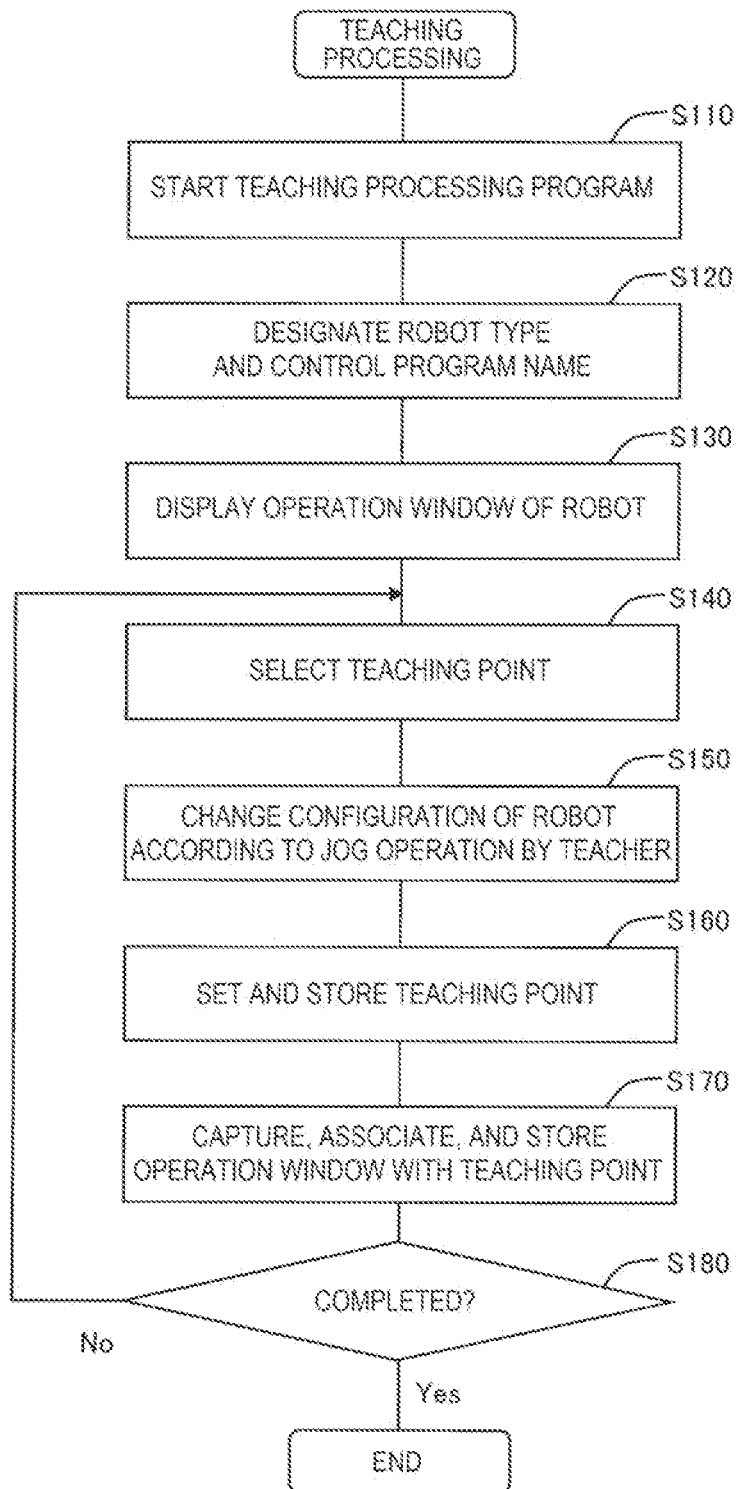 TEACHING
PROCESSING
S110
START TEACHING PROCESSING PROGRAM
S120
DESIGNATE ROBOT TYPE
AND CONTROL PROGRAM NAME
S130
DISPLAY OPERATION WINDOW OF ROBOT
S140
SELECT TEACHING POINT
S150
CHANGE CONFIGURATION OF ROBOT
ACCORDING TO JOG OPERATION BY TEACHER
S160
SET AND STORE TEACHING POINT
S170
CAPTURE, ASSOCIATE, AND STORE
OPERATION WINDOW WITH TEACHING POINT
S180
COMPLETED?
No
Yes
END